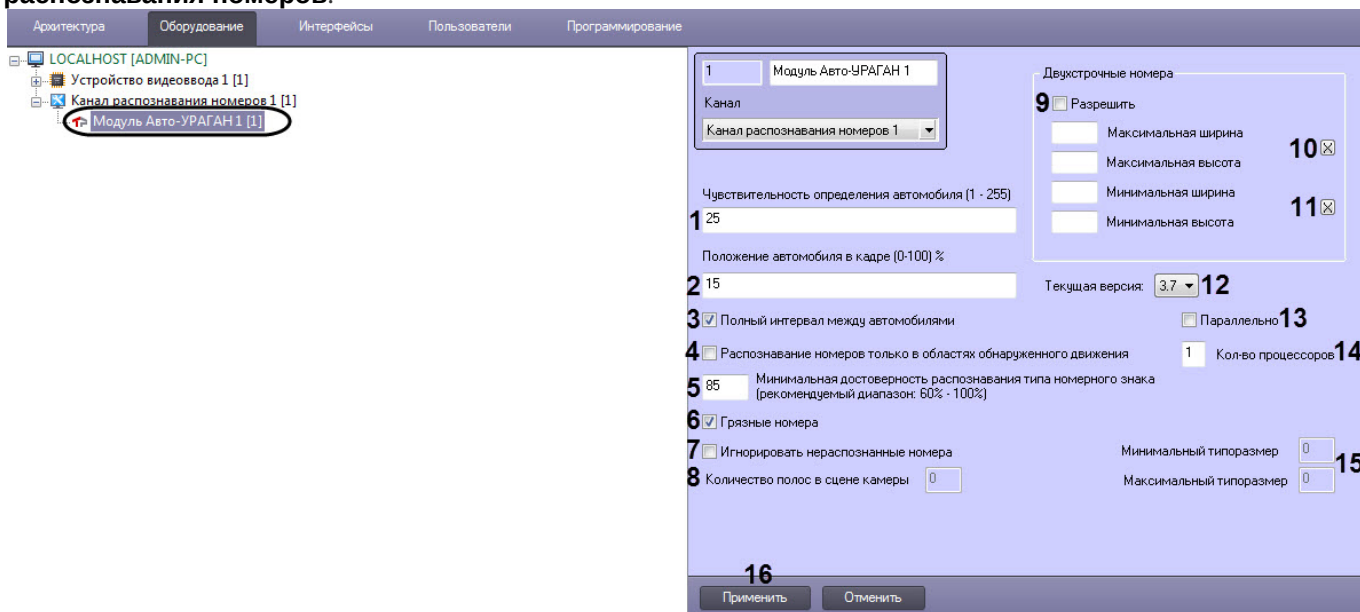 распознавания номеров.
Архитектура Оборудование Интерфейсы Пользователи Программирование
LOCALHOST [ADMIN-PC]
Устройство видеоввода 1 [1]
Канал распознавания номеров 1 [1]
Модуль Авто-УРАГАН 1 [1]
1 Модуль Авто-УРАГАН 1
Канал
Канал распознавания номеров 1
Чувствительность определения автомобиля (1 - 255)
1 25
Положение автомобиля в кадре (0-100) %
2 15
3 Полный интервал между автомобилями
4 Распознавание номеров только в областях обнаруженного движения
5 85 Минимальная достоверность распознавания типа номерного знака
(рекомендуемый диапазон: 60% - 100%)
6 Грязные номера
7 Игнорировать нераспознанные номера
8 Количество полос в сцене камеры 0
Двухстрочные номера
9 Разрешить
Максимальная ширина
10 X
Максимальная высота
Минимальная ширина
11 X
Минимальная высота
Текущая версия: 3.7 12
Параллельно 13
1 Кол-во процессоров 14
Минимальный типоразмер 0
15
Максимальный типоразмер 0
16
Применить Отменить